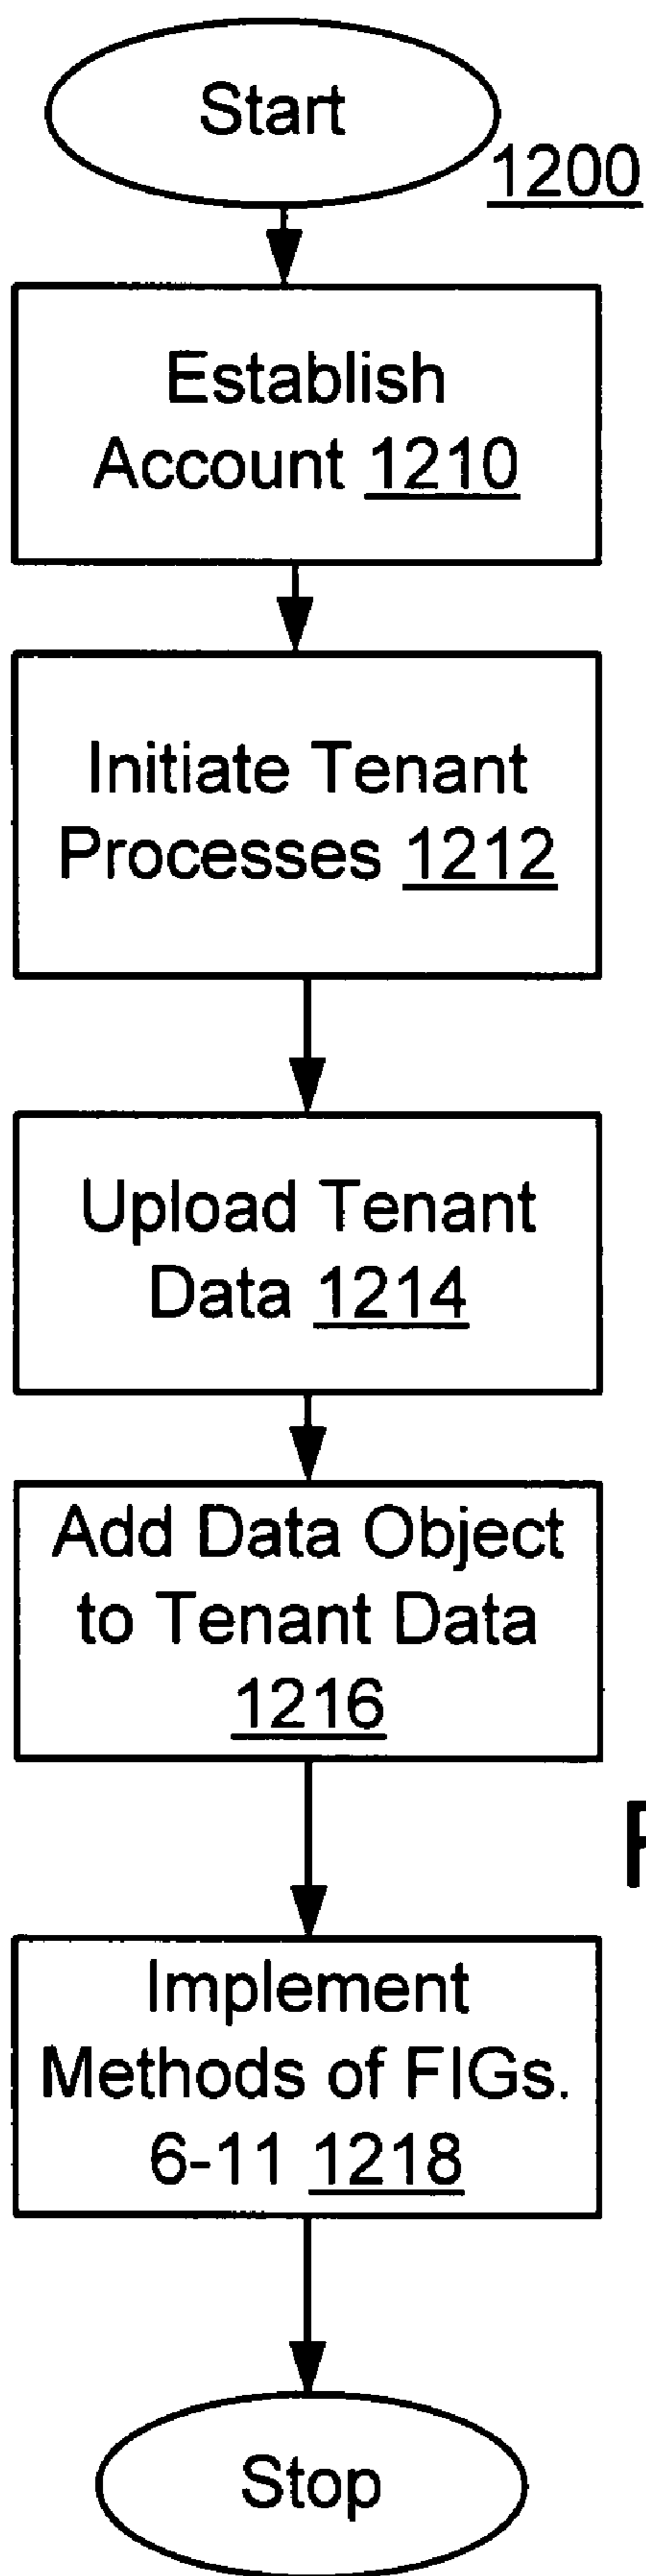 Start
1200
Establish
Account 1210
Initiate Tenant
Processes 1212
Upload Tenant
Data 1214
Add Data Object
to Tenant Data
1216
Implement
Methods of FIGs.
6-11 1218
Stop